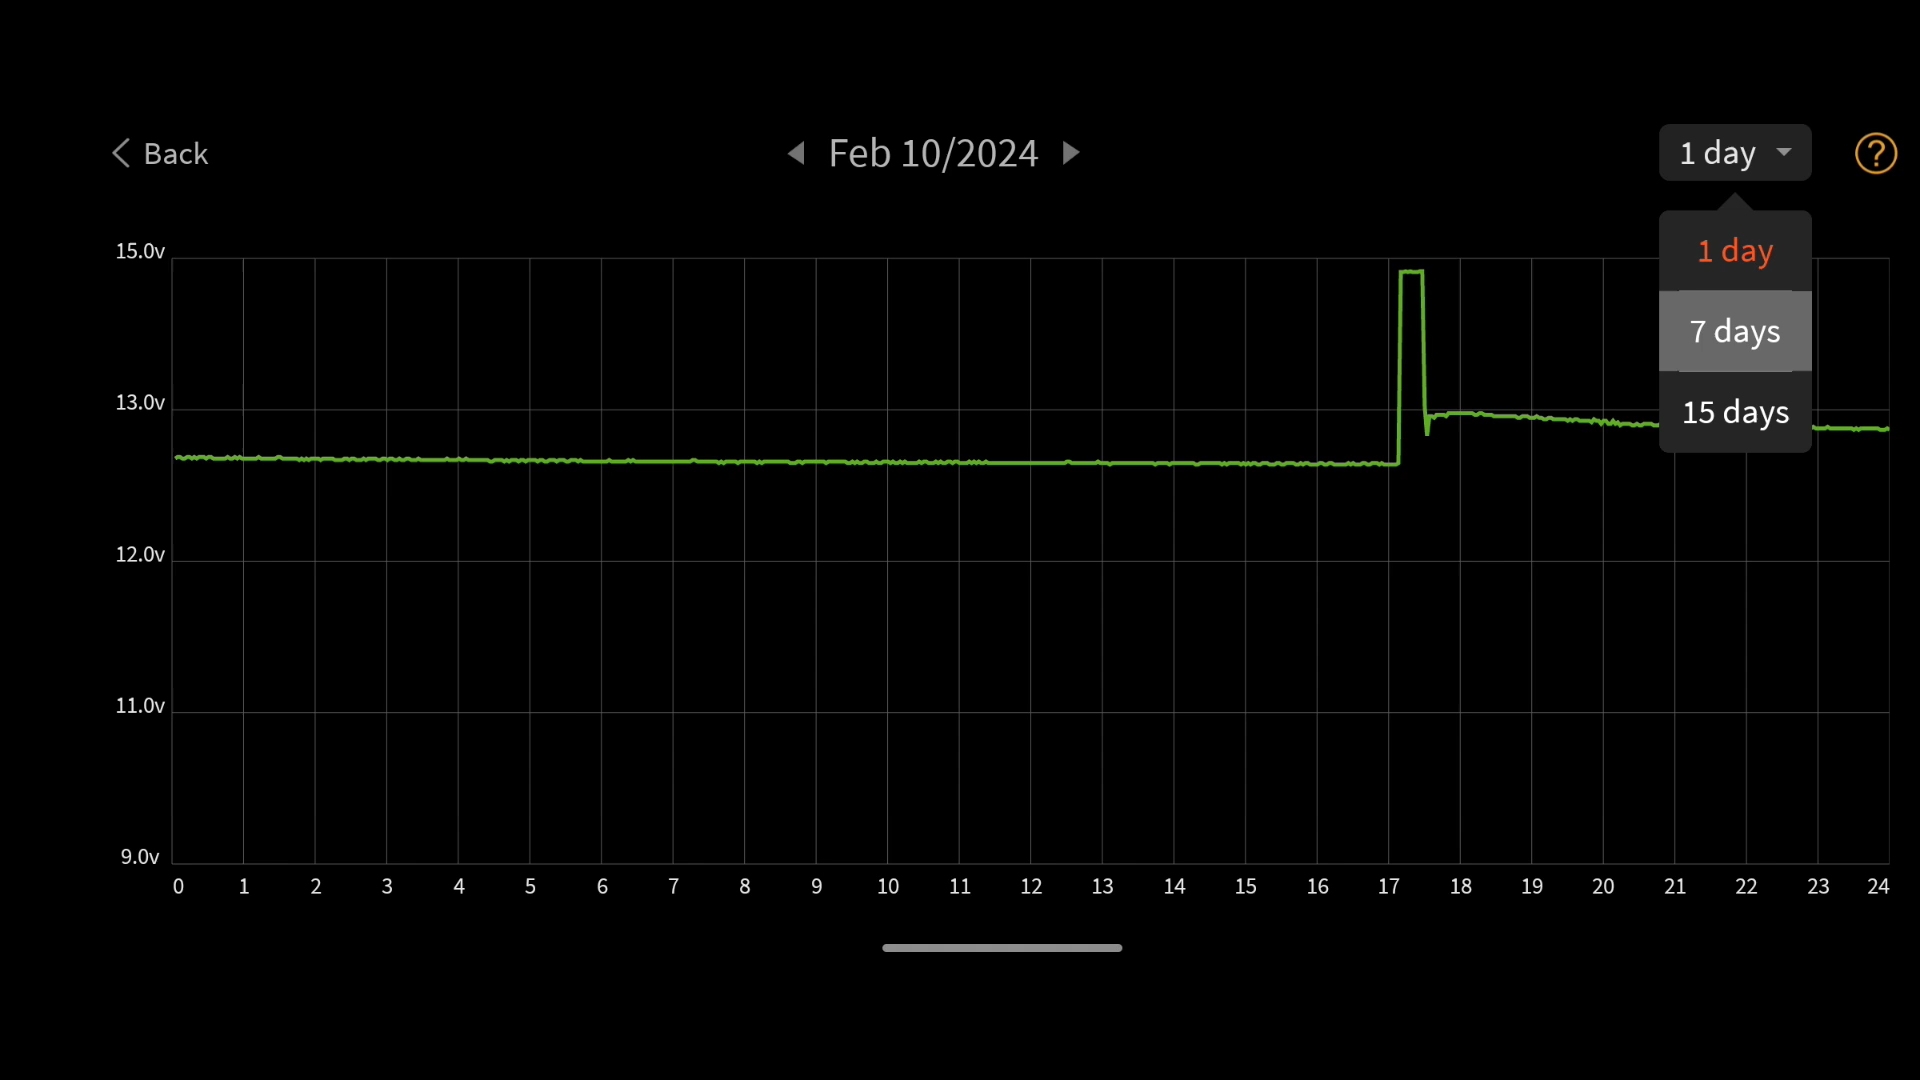 Back
Feb 10/2024
1 day
?
1 day
7 days
15 days
15.0v
13.0v
12.0v
11.0v
9.0v
0 1 2 3 4 5 6 7 8 9 10 11 12 13 14 15 16 17 18 19 20 21 22 23 24